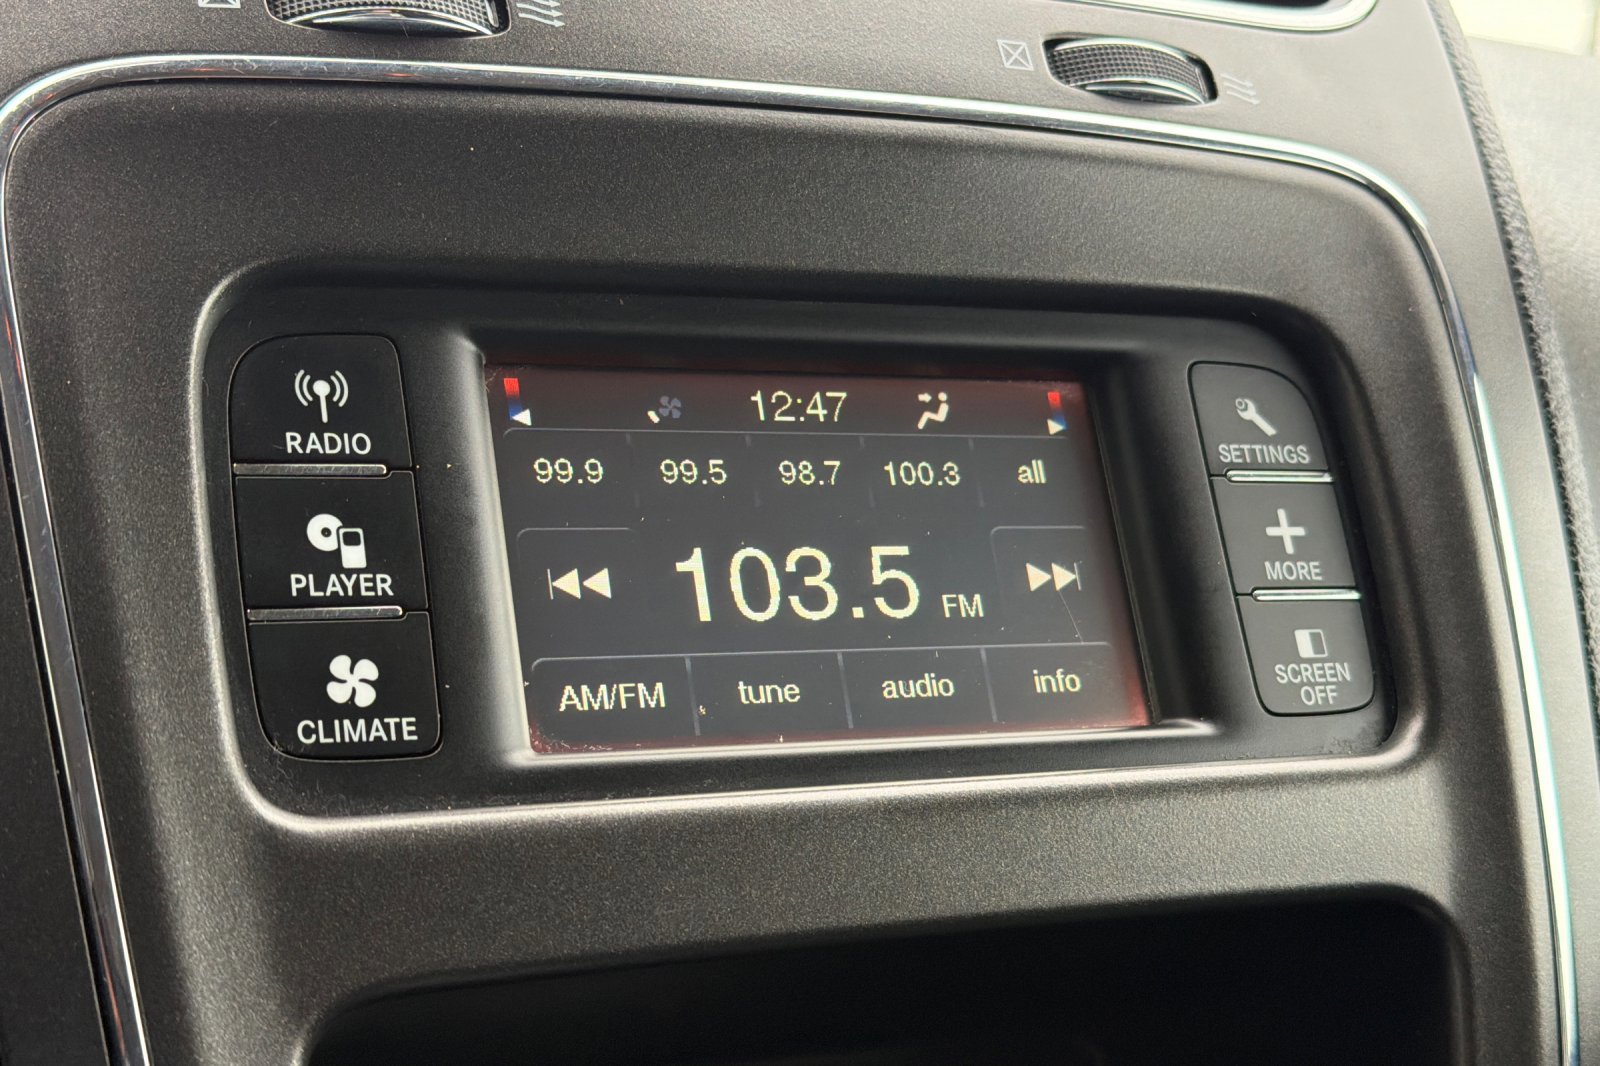 12:47
99.9 99.5 98.7 100.3 all
103.5 FM
AM/FM tune audio info
RADIO
PLAYER
CLIMATE
SETTINGS
MORE
SCREEN
OFF